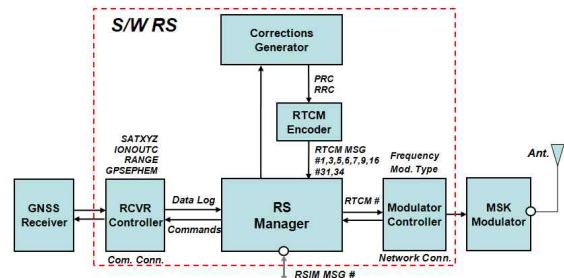 S/W RS
Corrections
Generator
PRC
RRC
RTCM
Encoder
SATXYZ
IONOUTC
RANGE
GPSEPHEM
RTCM MSG
#1,3,5,6,7,9,16
#31,34
Frequency
Mod. Type
Ant.
GNSS
Receiver
RCVR
Controller
Data Log
Commands
RS
Manager
RTCM #
Modulator
Controller
MSK
Modulator
Com. Conn.
Network Conn.
RSIM MSG #